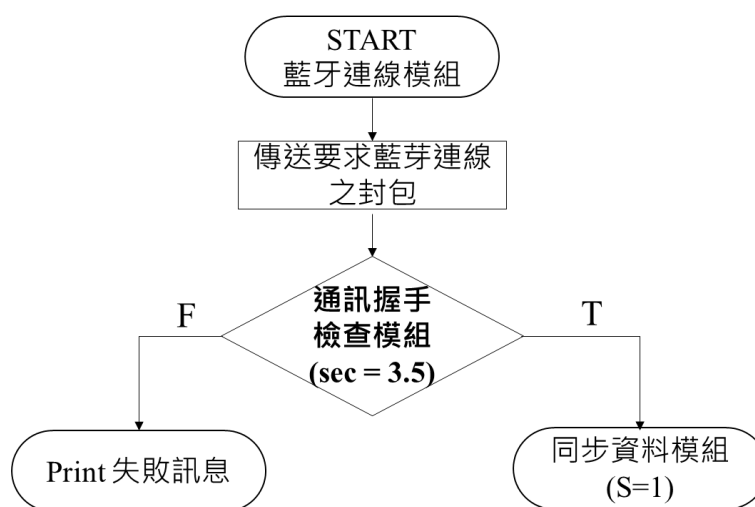 START
藍牙連線模組
傳送要求藍芽連線
之封包
通訊握手
檢查模組
(sec = 3.5)
F
T
Print 失敗訊息
同步資料模組
(S=1)